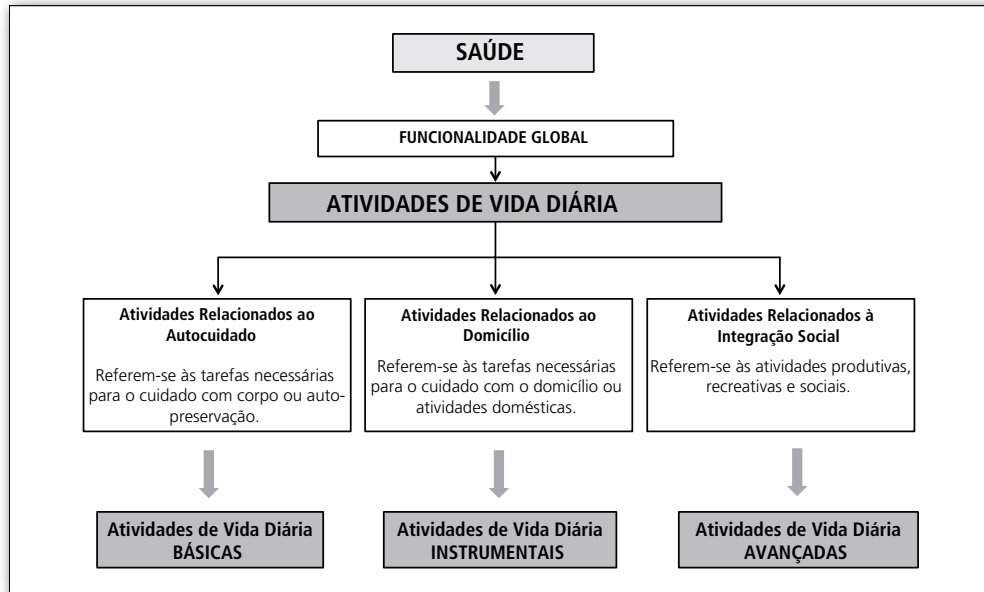 SAÚDE
FUNCIONALIDADE GLOBAL
ATIVIDADES DE VIDA DIÁRIA
Atividades Relacionados ao
Autocuidado
Referem-se às tarefas necessárias
para o cuidado com corpo ou auto-
preservação.
Atividades Relacionados ao
Domicílio
Referem-se às tarefas necessárias
para o cuidado com o domicílio ou
atividades domésticas.
Atividades Relacionados à
Integração Social
Referem-se às atividades produtivas,
recreativas e sociais.
Atividades de Vida Diária
BÁSICAS
Atividades de Vida Diária
INSTRUMENTAIS
Atividades de Vida Diária
AVANÇADAS